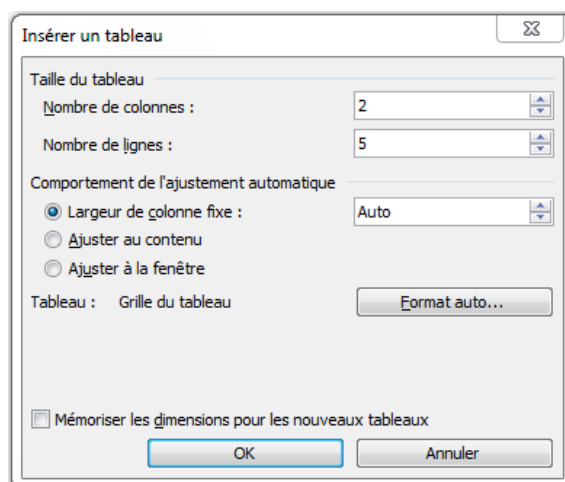 Insérer un tableau
Taille du tableau
Nombre de colonnes : 2
Nombre de lignes : 5
Comportement de l'ajustement automatique
Largeur de colonne fixe : Auto
Ajuster au contenu
Ajuster à la fenêtre
Tableau : Grille du tableau Format auto...
Mémoriser les dimensions pour les nouveaux tableaux
OK Annuler